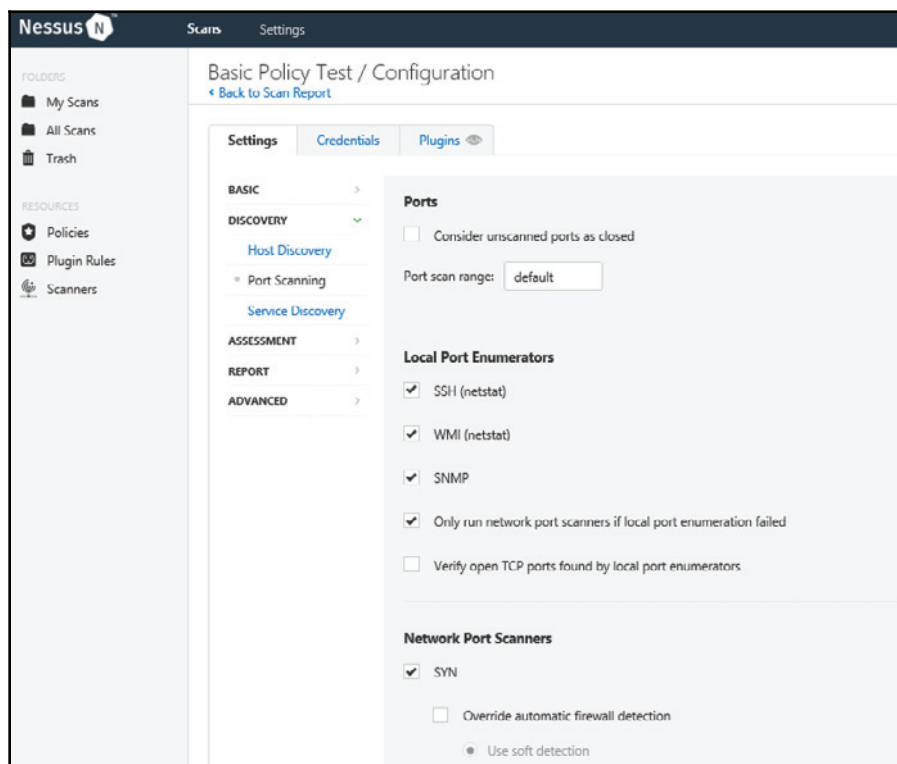 Nessus N
Scans Settings
FOLDERS
My Scans
All Scans
Trash
RESOURCES
Policies
Plugin Rules
Scanners
Basic Policy Test / Configuration
Back to Scan Report
Settings Credentials Plugins
BASIC
DISCOVERY
Host Discovery
Port Scanning
Service Discovery
ASSESSMENT
REPORT
ADVANCED
Ports
Consider unscanned ports as closed
Port scan range: default
Local Port Enumerators
SSH (netstat)
WMI (netstat)
SNMP
Only run network port scanners if local port enumeration failed
Verify open TCP ports found by local port enumerators
Network Port Scanners
SYN
Override automatic firewall detection
Use soft detection